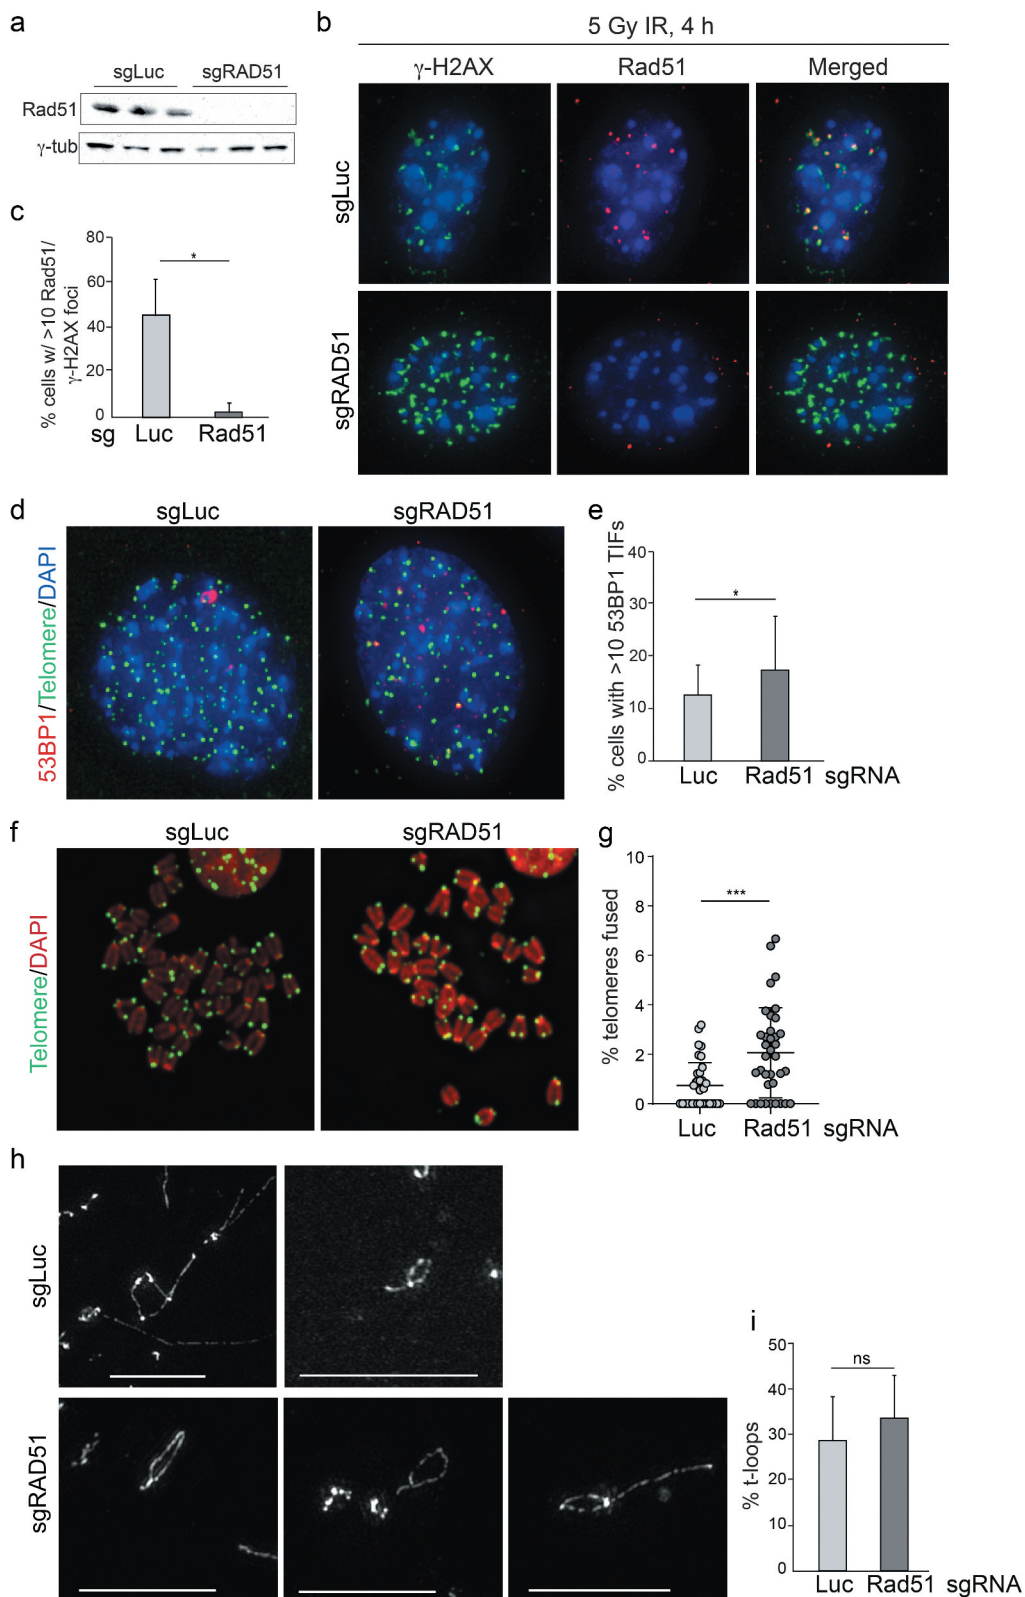 a
sgLuc sgRAD51
Rad51
γ-tub
b
5 Gy IR, 4 h
γ-H2AX Rad51 Merged
sgLuc
sgRAD51
c
% cells w/ >10 Rad51/
γ-H2AX foci
80
60
40
20
0
*
sg Luc Rad51
d
sgLuc sgRAD51
53BP1/Telomere/DAPI
e
% cells with >10 53BP1 TIFs
40
30
20
10
0
*
Luc Rad51 sgRNA
f
sgLuc sgRAD51
Telomere/DAPI
g
% telomeres fused
10
8
6
4
2
0
***
Luc Rad51 sgRNA
h
sgLuc
sgRAD51
i
% t-loops
50
40
30
20
10
0
ns
Luc Rad51 sgRNA